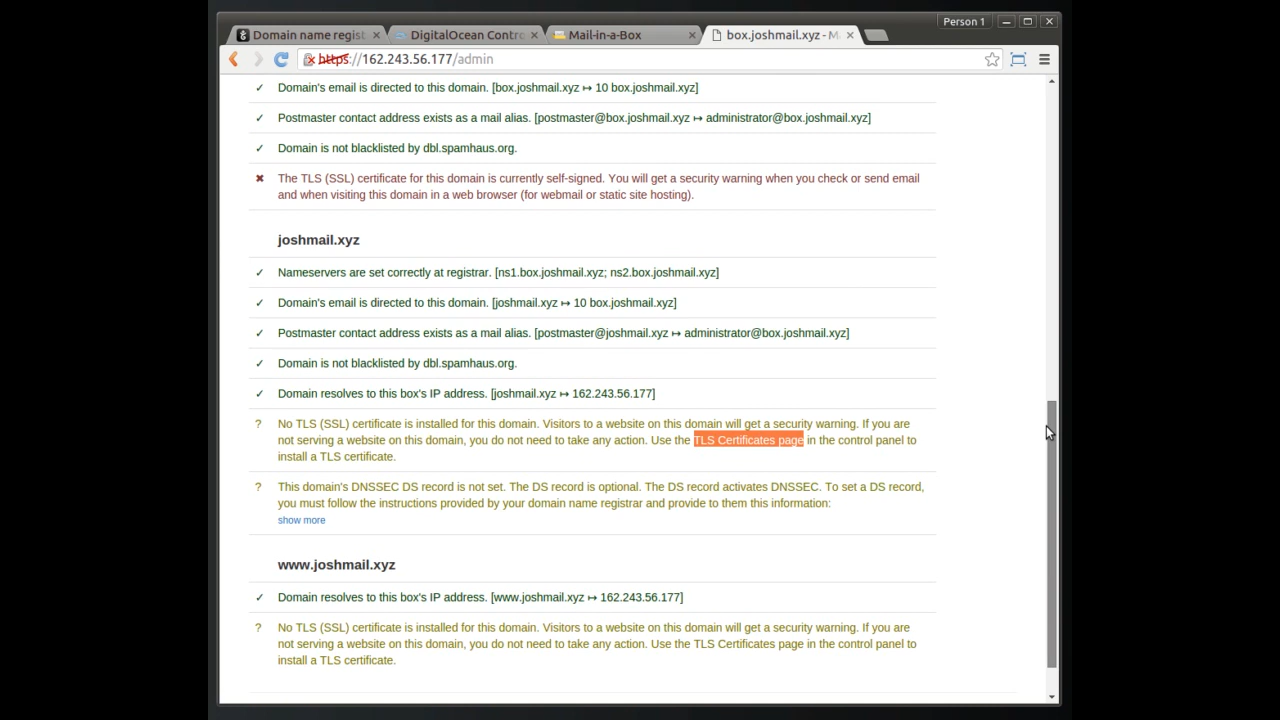 Person 1
Domain name regist
DigitalOcean Contro
Mail-in-a-Box
box.joshmail.xyz - M
https://162.243.56.177/admin
✓ Domain's email is directed to this domain. [box.joshmail.xyz ↦ 10 box.joshmail.xyz]
✓ Postmaster contact address exists as a mail alias. [postmaster@box.joshmail.xyz ↦ administrator@box.joshmail.xyz]
✓ Domain is not blacklisted by dbl.spamhaus.org.
✖ The TLS (SSL) certificate for this domain is currently self-signed. You will get a security warning when you check or send email
and when visiting this domain in a web browser (for webmail or static site hosting).
joshmail.xyz
✓ Nameservers are set correctly at registrar. [ns1.box.joshmail.xyz; ns2.box.joshmail.xyz]
✓ Domain's email is directed to this domain. [joshmail.xyz ↦ 10 box.joshmail.xyz]
✓ Postmaster contact address exists as a mail alias. [postmaster@joshmail.xyz ↦ administrator@box.joshmail.xyz]
✓ Domain is not blacklisted by dbl.spamhaus.org.
✓ Domain resolves to this box's IP address. [joshmail.xyz ↦ 162.243.56.177]
? No TLS (SSL) certificate is installed for this domain. Visitors to a website on this domain will get a security warning. If you are
not serving a website on this domain, you do not need to take any action. Use the TLS Certificates page in the control panel to
install a TLS certificate.
? This domain's DNSSEC DS record is not set. The DS record is optional. The DS record activates DNSSEC. To set a DS record,
you must follow the instructions provided by your domain name registrar and provide to them this information:
show more
www.joshmail.xyz
✓ Domain resolves to this box's IP address. [www.joshmail.xyz ↦ 162.243.56.177]
? No TLS (SSL) certificate is installed for this domain. Visitors to a website on this domain will get a security warning. If you are
not serving a website on this domain, you do not need to take any action. Use the TLS Certificates page in the control panel to
install a TLS certificate.